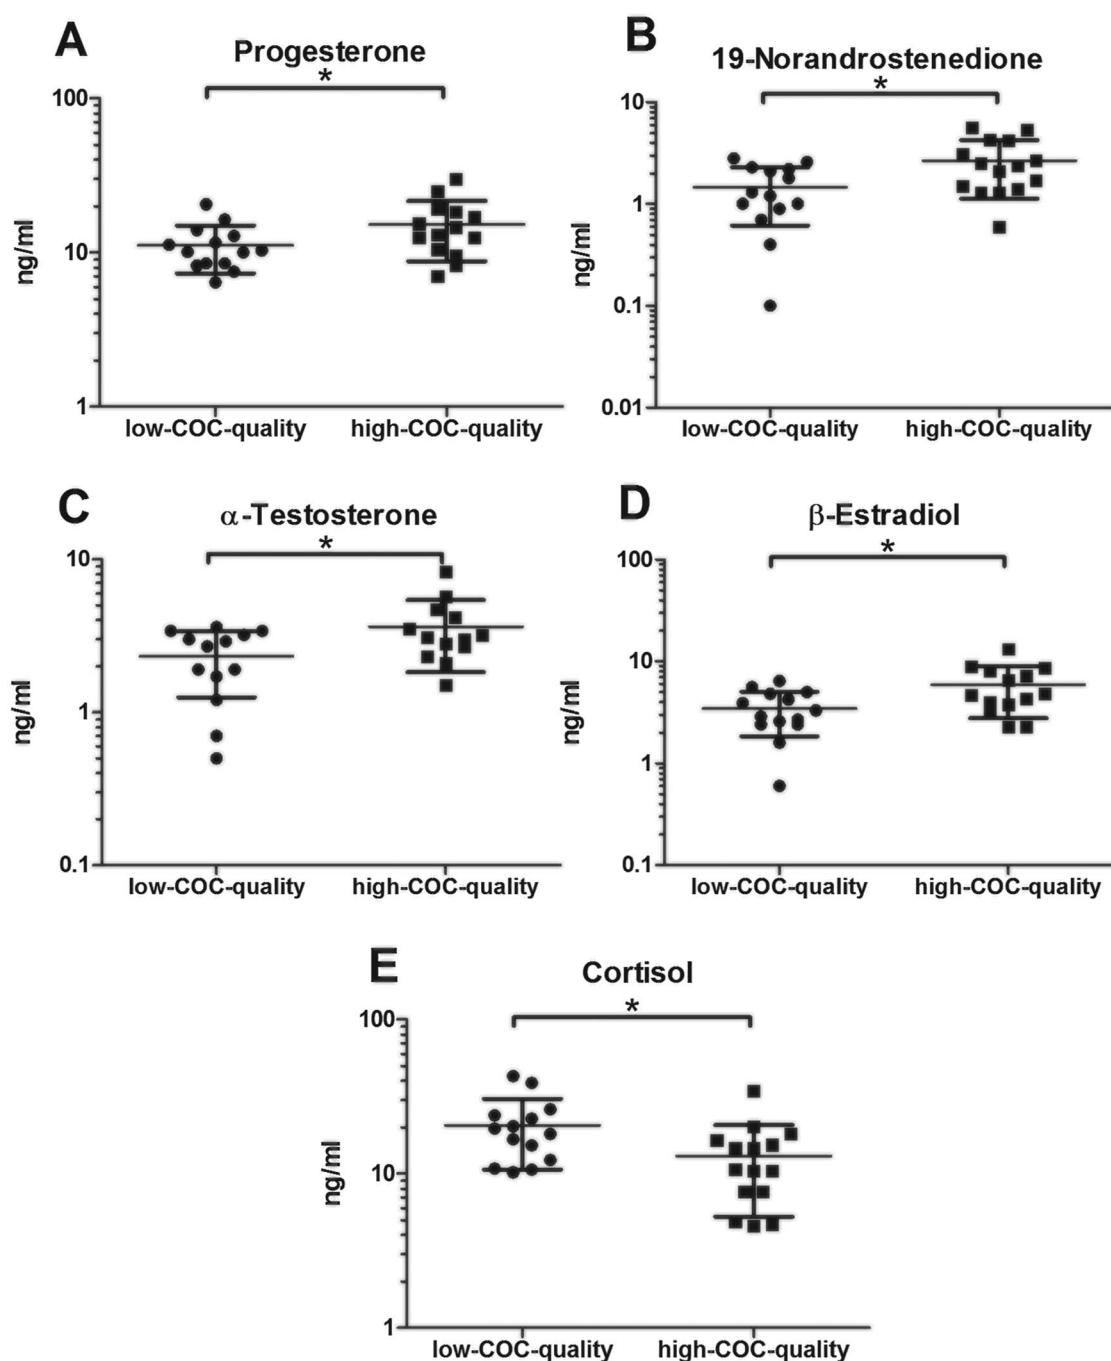 A
Progesterone
*
100
10
1
ng/ml
low-COC-quality high-COC-quality
B
19-Norandrostenedione
*
10
1
0.1
0.01
ng/ml
low-COC-quality high-COC-quality
C
α-Testosterone
*
10
1
0.1
ng/ml
low-COC-quality high-COC-quality
D
β-Estradiol
*
100
10
1
0.1
ng/ml
low-COC-quality high-COC-quality
E
Cortisol
*
100
10
1
ng/ml
low-COC-quality high-COC-quality